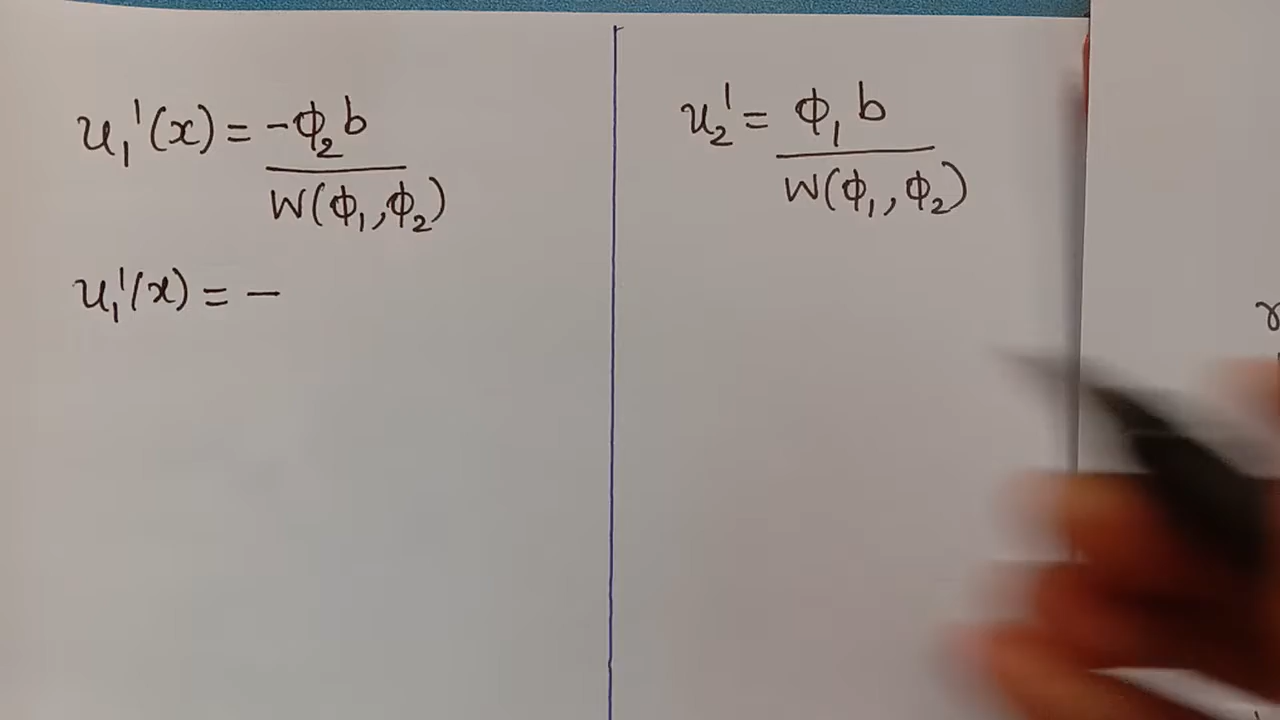 u₁'(x) = -ϕ₂ b / W(ϕ₁, ϕ₂)
u₁'(x) = -
u₂' = ϕ₁ b / W(ϕ₁, ϕ₂)